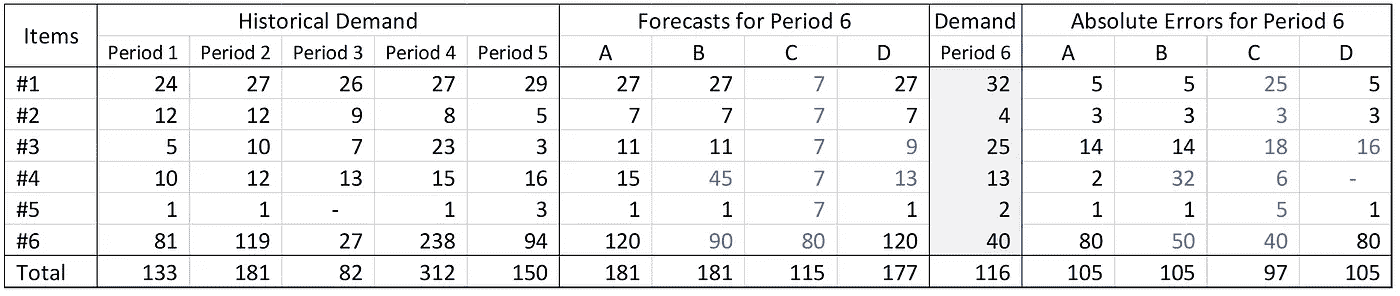 Items Historical Demand Forecasts for Period 6 Demand Absolute Errors for Period 6
Period 1 Period 2 Period 3 Period 4 Period 5 A B C D Period 6 A B C D
#1 24 27 26 27 29 27 27 7 27 32 5 5 25 5
#2 12 12 9 8 5 7 7 7 7 4 3 3 3 3
#3 5 10 7 23 3 11 11 7 9 25 14 14 18 16
#4 10 12 13 15 16 15 45 7 13 13 2 32 6 -
#5 1 1 - 1 3 1 1 7 1 2 1 1 5 1
#6 81 119 27 238 94 120 90 80 120 40 80 50 40 80
Total 133 181 82 312 150 181 181 115 177 116 105 105 97 105